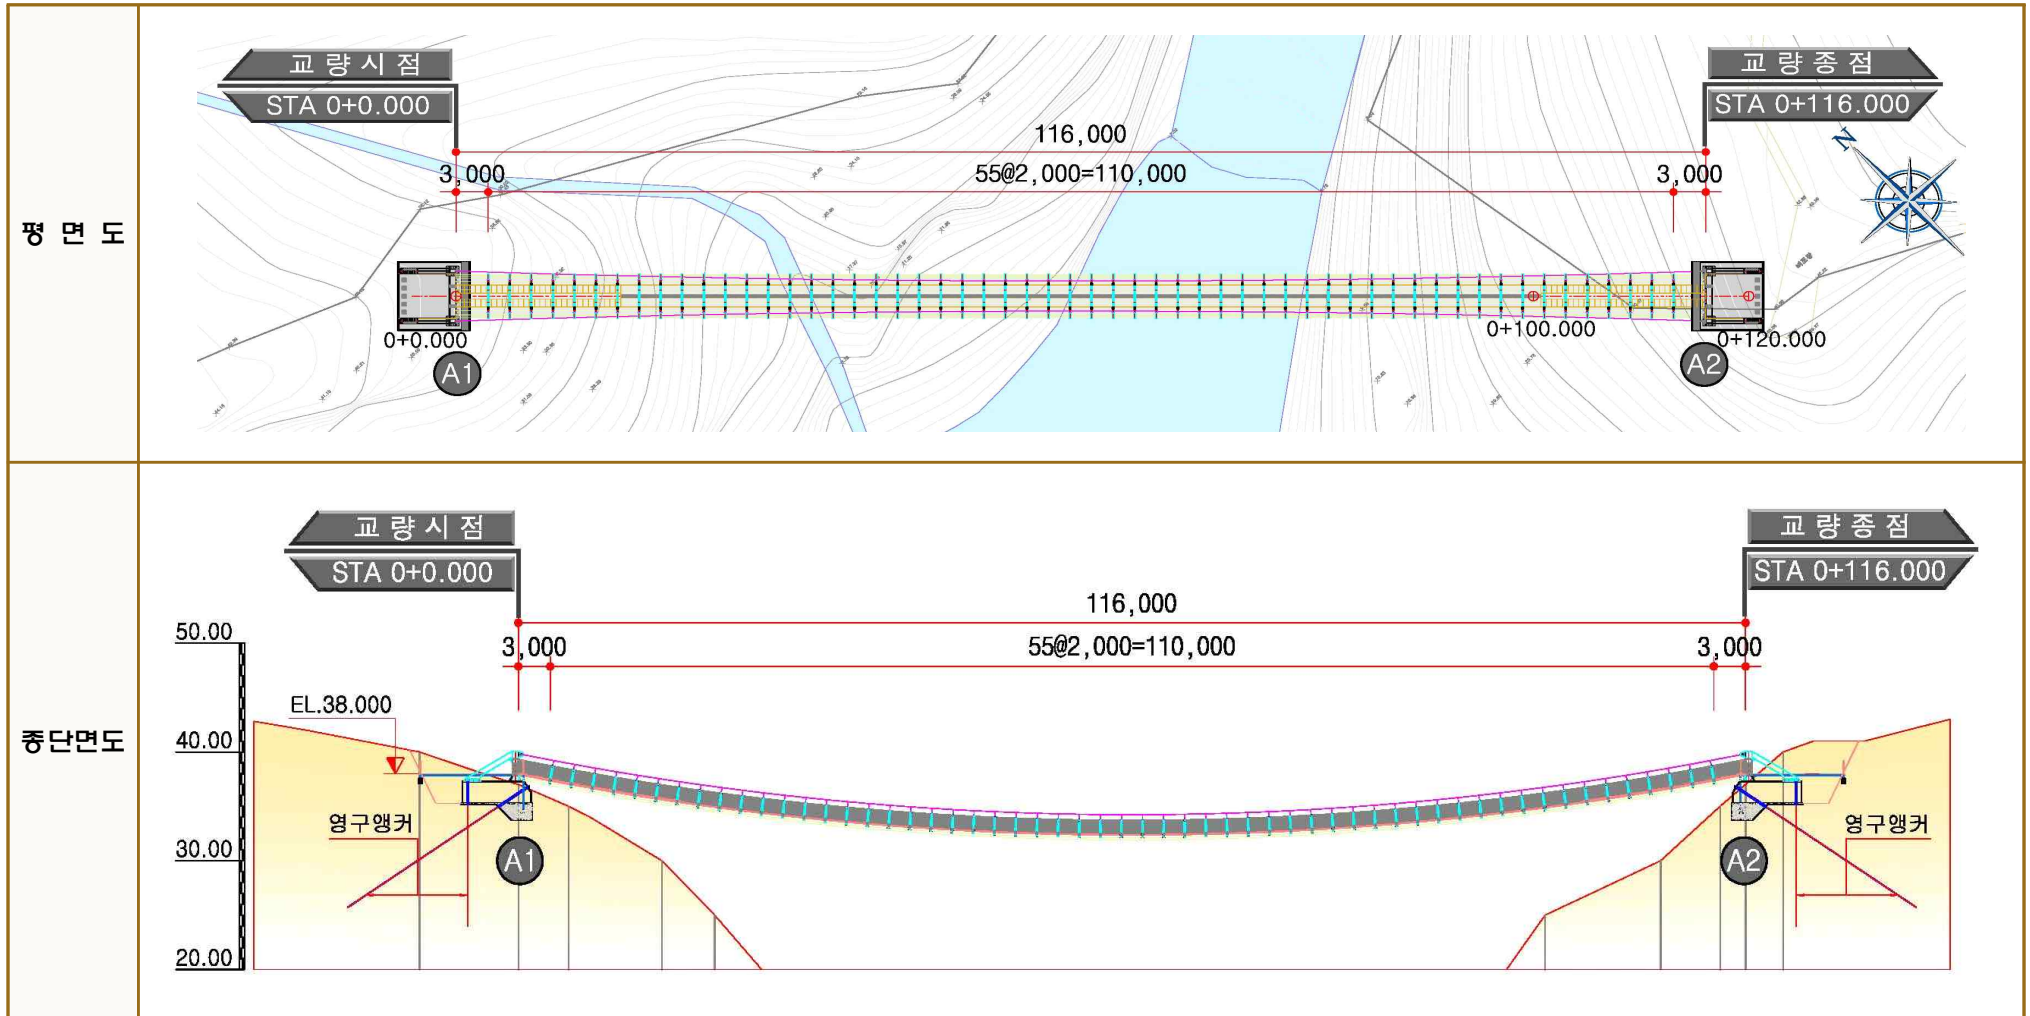 평 면 도
교 량 시 점
STA 0+0.000
교 량 종 점
STA 0+116.000
N
116,000
3,000
55@2,000=110,000
3,000
0+0.000
0+100.000
0+120.000
A1
A2
종단면도
교 량 시 점
STA 0+0.000
교 량 종 점
STA 0+116.000
116,000
3,000
55@2,000=110,000
3,000
50.00
EL.38.000
40.00
영구앵커
영구앵커
30.00
A1
A2
20.00